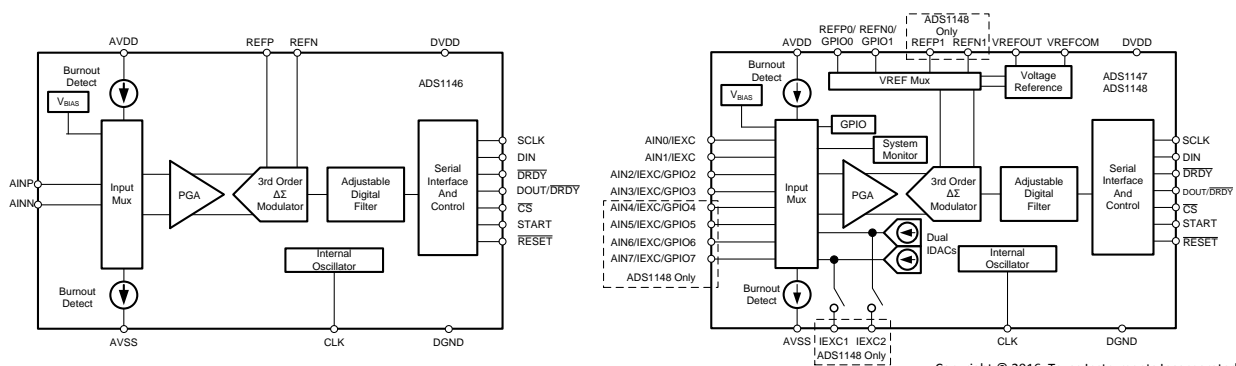 AVDD
REFP REFN
DVDD
Burnout
Detect
ADS1146
VBIAS
Input
Mux
PGA
3rd Order
ΔΣ
Modulator
Adjustable
Digital
Filter
Serial
Interface
And
Control
SCLK
DIN
DRDY
DOUT/DRDY
CS
START
RESET
AINP
AINN
Internal
Oscillator
Burnout
Detect
AVSS
CLK
DGND
ADS1148
Only
REFP0/
GPIO0
REFN0/
GPIO1
REFP1 REFN1
VREFOUT VREFCOM
AVDD
DVDD
Burnout
Detect
VREF Mux
Voltage
Reference
ADS1147
ADS1148
VBIAS
GPIO
System
Monitor
AIN0/IEXC
AIN1/IEXC
AIN2/IEXC/GPIO2
AIN3/IEXC/GPIO3
AIN4/IEXC/GPIO4
AIN5/IEXC/GPIO5
AIN6/IEXC/GPIO6
AIN7/IEXC/GPIO7
ADS1148 Only
Input
Mux
PGA
3rd Order
ΔΣ
Modulator
Adjustable
Digital
Filter
Serial
Interface
And
Control
SCLK
DIN
DRDY
DOUT/DRDY
CS
START
RESET
Dual
IDACs
Internal
Oscillator
Burnout
Detect
AVSS
IEXC1 IEXC2
ADS1148 Only
CLK
DGND